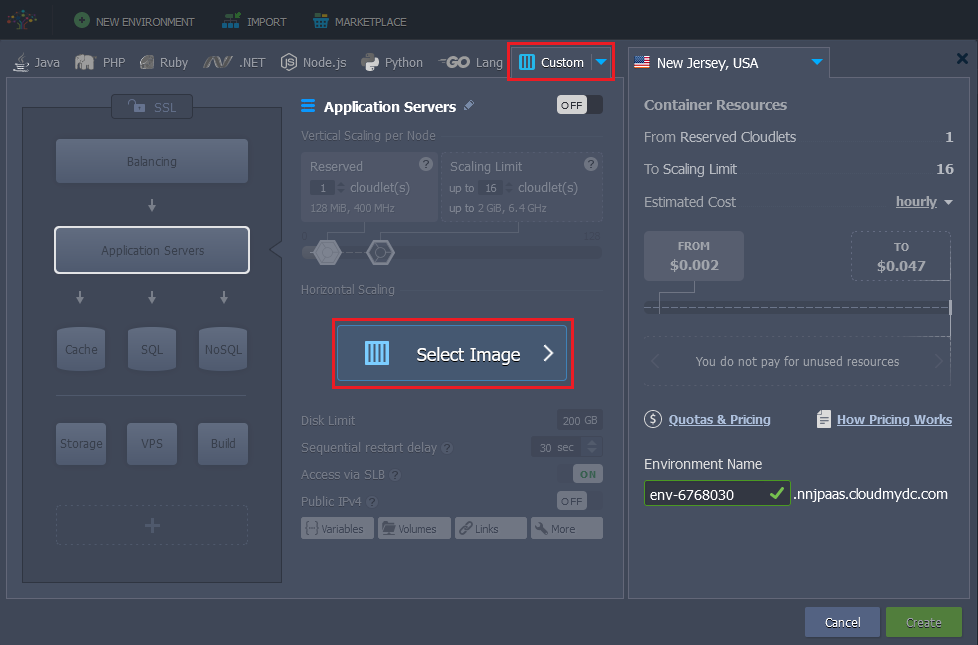 NEW ENVIRONMENT IMPORT MARKETPLACE
Java PHP Ruby .NET Node.js Python GO Lang Custom
New Jersey, USA
SSL
Balancing
Application Servers
Cache SQL NoSQL
Storage VPS Build
+
Application Servers OFF
Vertical Scaling per Node
Reserved ?
1 cloudlet(s)
128 MiB, 400 MHz
Scaling Limit ?
up to 16 cloudlet(s)
up to 2 GiB, 6.4 GHz
Horizontal Scaling
Select Image
Disk Limit 200 GB
Sequential restart delay ? 30 sec
Access via SLB ? ON
Public IPv4 ? OFF
Variables Volumes Links More
Container Resources
From Reserved Cloudlets 1
To Scaling Limit 16
Estimated Cost hourly
FROM
$0.002
TO
$0.047
You do not pay for unused resources
Quotas & Pricing How Pricing Works
Environment Name
env-6768030 .nnjpaas.cloudmydc.com
Cancel Create